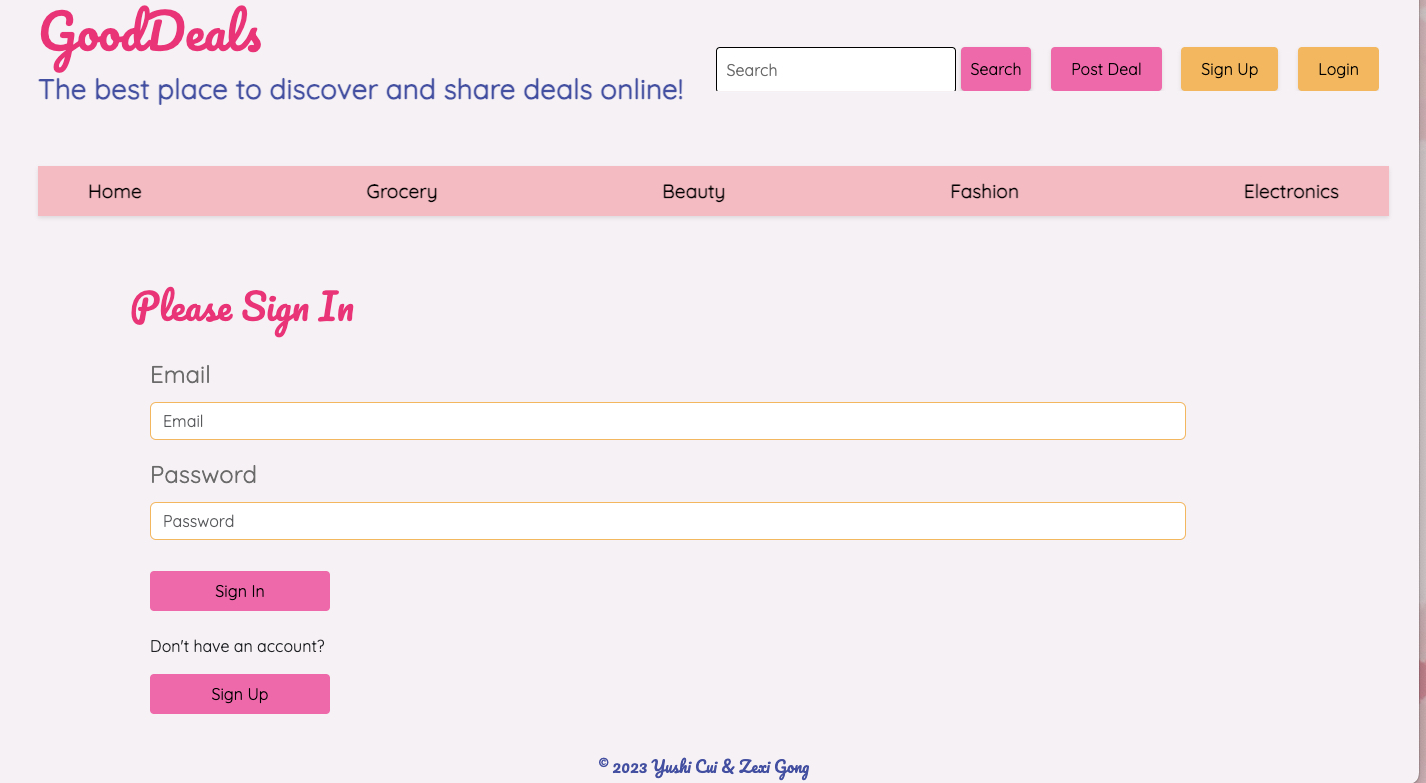 GoodDeals
The best place to discover and share deals online!
Search Search Post Deal Sign Up Login
Home Grocery Beauty Fashion Electronics
Please Sign In
Email
Email
Password
Password
Sign In
Don't have an account?
Sign Up
© 2023 Yushi Cui & Zexi Gong